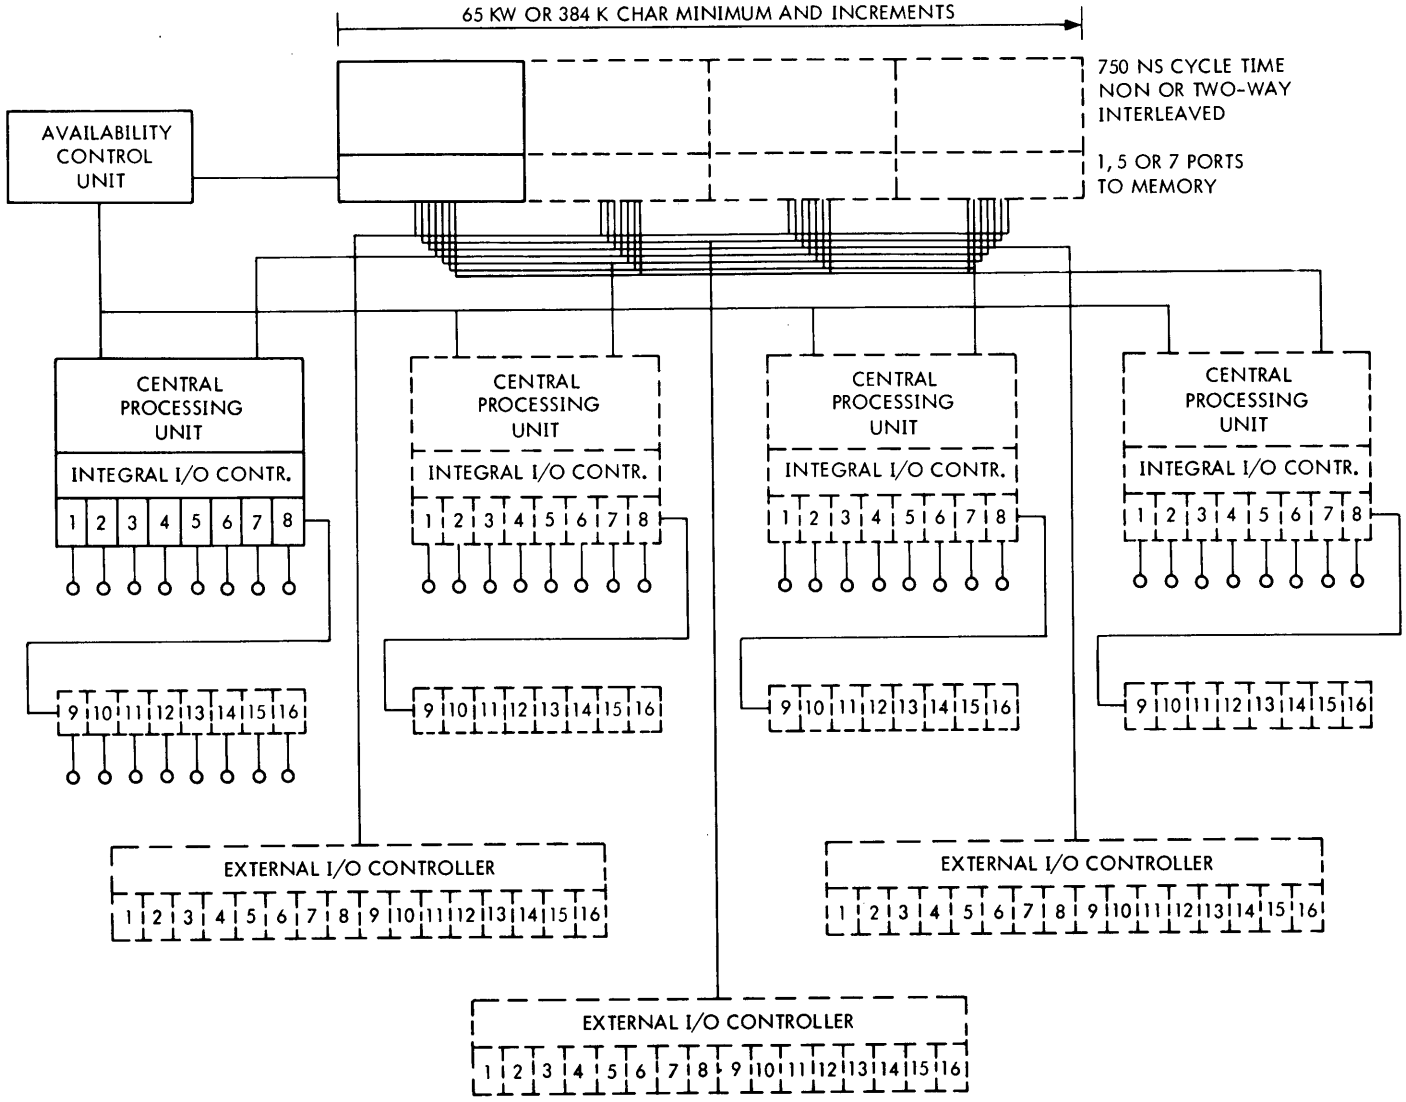 65 KW OR 384 K CHAR MINIMUM AND INCREMENTS
750 NS CYCLE TIME
NON OR TWO-WAY
INTERLEAVED
1, 5 OR 7 PORTS
TO MEMORY
AVAILABILITY
CONTROL
UNIT
CENTRAL
PROCESSING
UNIT
INTEGRAL I/O CONTR.
1 2 3 4 5 6 7 8
CENTRAL
PROCESSING
UNIT
INTEGRAL I/O CONTR.
1 2 3 4 5 6 7 8
CENTRAL
PROCESSING
UNIT
INTEGRAL I/O CONTR.
1 2 3 4 5 6 7 8
CENTRAL
PROCESSING
UNIT
INTEGRAL I/O CONTR.
1 2 3 4 5 6 7 8
9 10 11 12 13 14 15 16
9 10 11 12 13 14 15 16
9 10 11 12 13 14 15 16
9 10 11 12 13 14 15 16
EXTERNAL I/O CONTROLLER
1 2 3 4 5 6 7 8 9 10 11 12 13 14 15 16
EXTERNAL I/O CONTROLLER
1 2 3 4 5 6 7 8 9 10 11 12 13 14 15 16
EXTERNAL I/O CONTROLLER
1 2 3 4 5 6 7 8 9 10 11 12 13 14 15 16